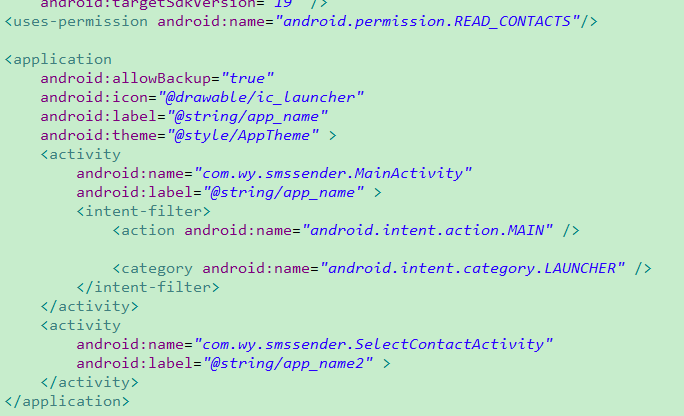 android:targetSdkVersion="19" />
<uses-permission android:name="android.permission.READ_CONTACTS"/>
<application
android:allowBackup="true"
android:icon="@drawable/ic_launcher"
android:label="@string/app_name"
android:theme="@style/AppTheme" >
<activity
android:name="com.wy.smssender.MainActivity"
android:label="@string/app_name" >
<intent-filter>
<action android:name="android.intent.action.MAIN" />
<category android:name="android.intent.category.LAUNCHER" />
</intent-filter>
</activity>
<activity
android:name="com.wy.smssender.SelectContactActivity"
android:label="@string/app_name2" >
</activity>
</application>